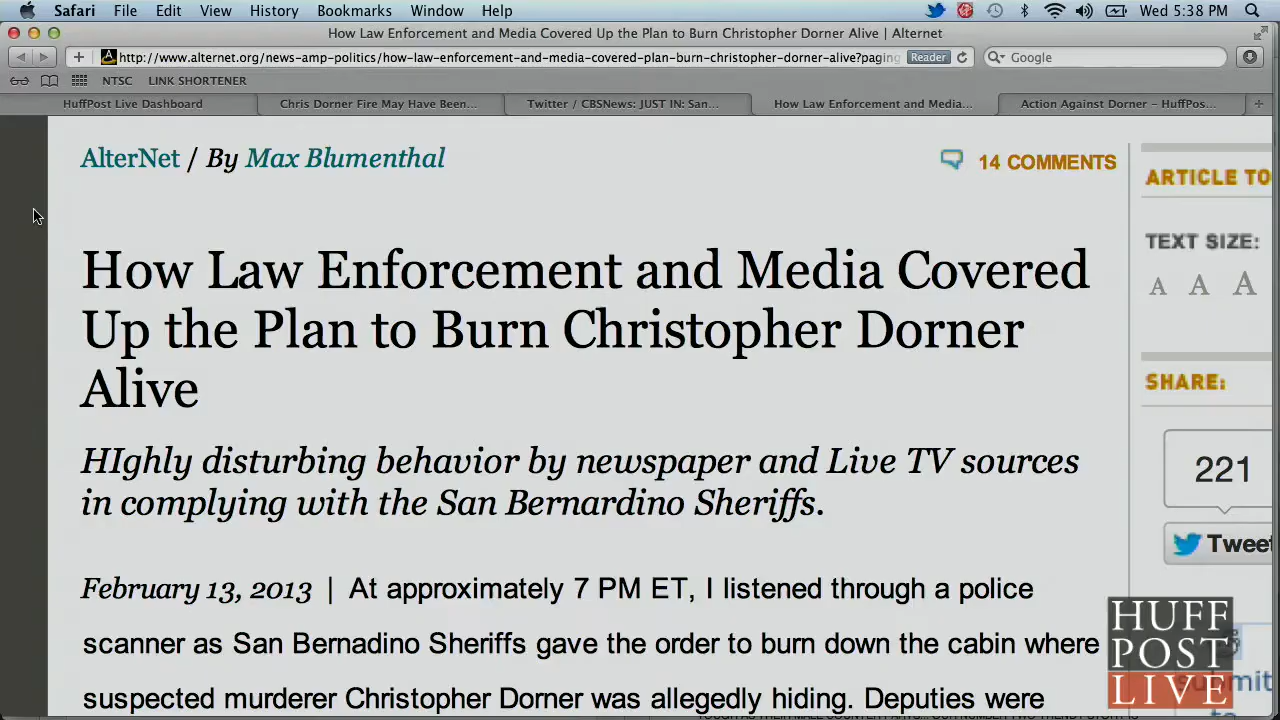 Safari File Edit View History Bookmarks Window Help Wed 5:38 PM
How Law Enforcement and Media Covered Up the Plan to Burn Christopher Dorner Alive | Alternet
http://www.alternet.org/news-amp-politics/how-law-enforcement-and-media-covered-plan-burn-christopher-dorner-alive?paging Reader Google
NTSC LINK SHORTENER
HuffPost Live Dashboard Chris Dorner Fire May Have Been... Twitter / CBSNews: JUST IN: San... How Law Enforcement and Media... Action Against Dorner – HuffPos...
AlterNet / By Max Blumenthal
14 COMMENTS
ARTICLE TO
TEXT SIZE:
A A A
How Law Enforcement and Media Covered
Up the Plan to Burn Christopher Dorner
Alive
SHARE:
HIghly disturbing behavior by newspaper and Live TV sources
in complying with the San Bernardino Sheriffs.
221
Tweet
February 13, 2013 | At approximately 7 PM ET, I listened through a police
scanner as San Bernadino Sheriffs gave the order to burn down the cabin where
suspected murderer Christopher Dorner was allegedly hiding. Deputies were
HUFF
POST
LIVE
submit
to